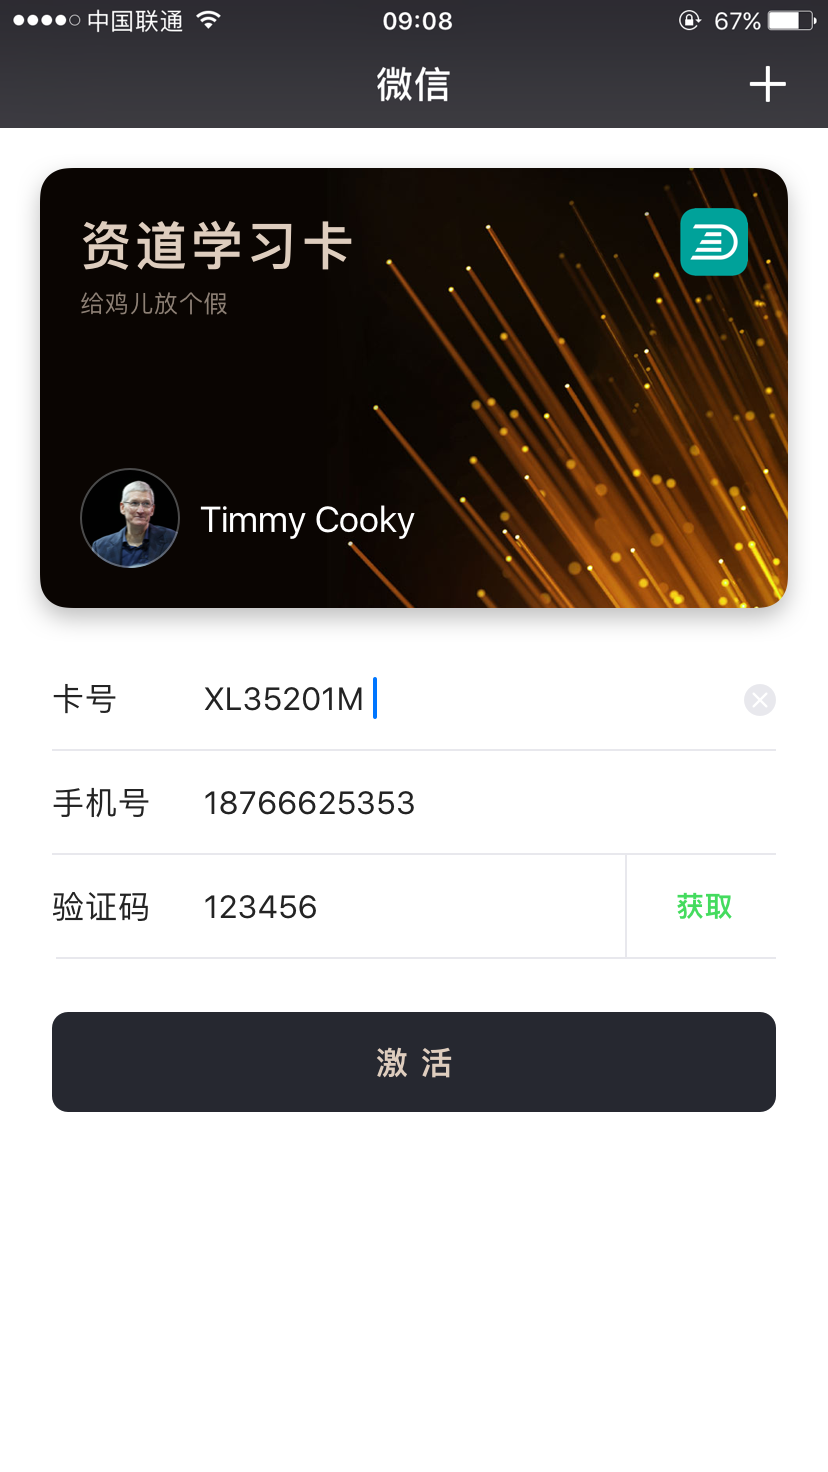 中国联通 09:08 67%
微信
资道学习卡
给鸡儿放个假
Timmy Cooky
卡号 XL35201M
手机号 18766625353
验证码 123456 获取
激 活